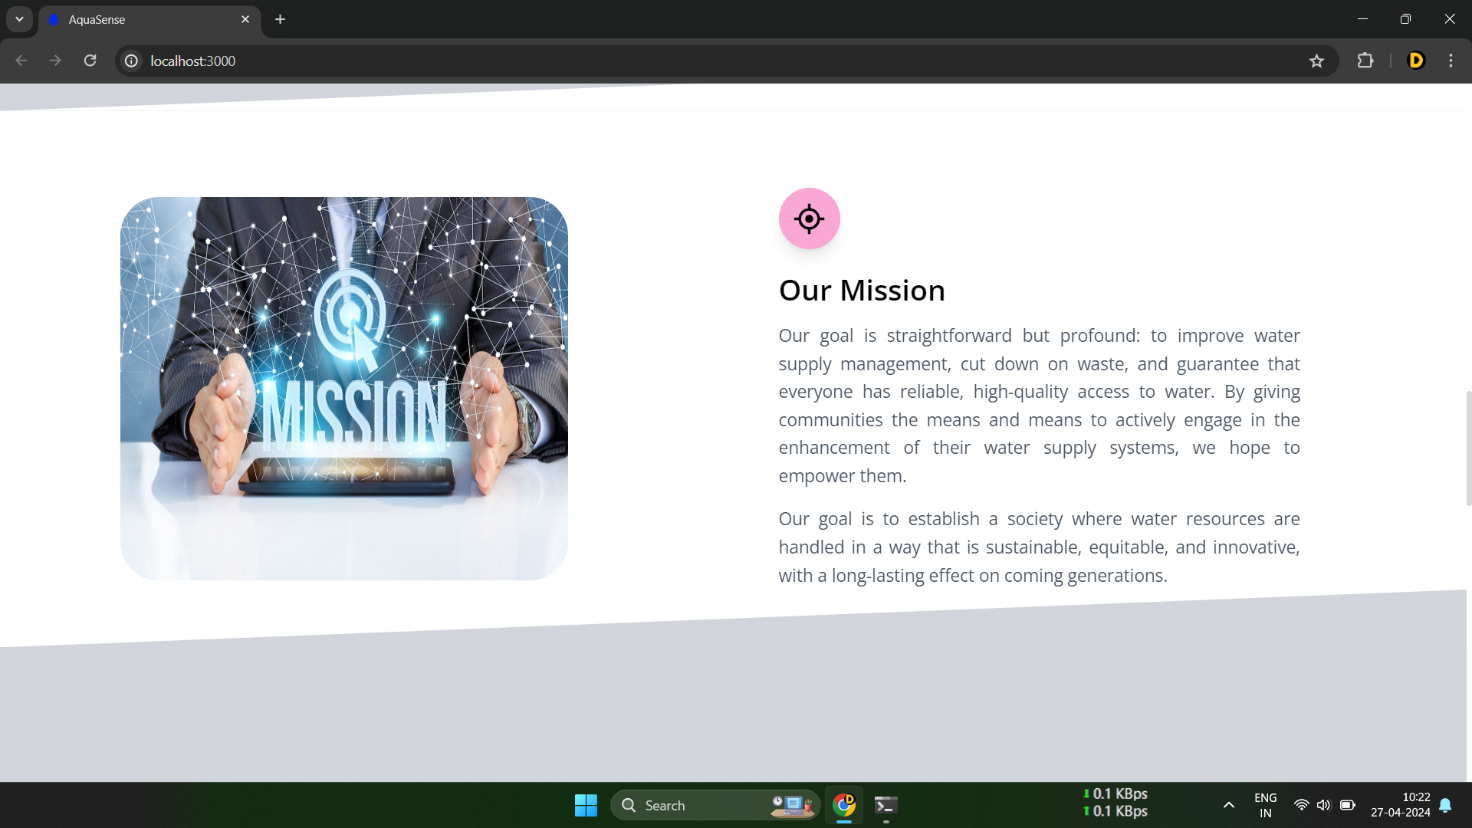 AquaSense
localhost:3000
D
MISSION
Our Mission
Our goal is straightforward but profound: to improve water
supply management, cut down on waste, and guarantee that
everyone has reliable, high-quality access to water. By giving
communities the means and means to actively engage in the
enhancement of their water supply systems, we hope to
empower them.
Our goal is to establish a society where water resources are
handled in a way that is sustainable, equitable, and innovative,
with a long-lasting effect on coming generations.
Search
D
0.1 KBps
0.1 KBps
ENG
IN
10:22
27-04-2024